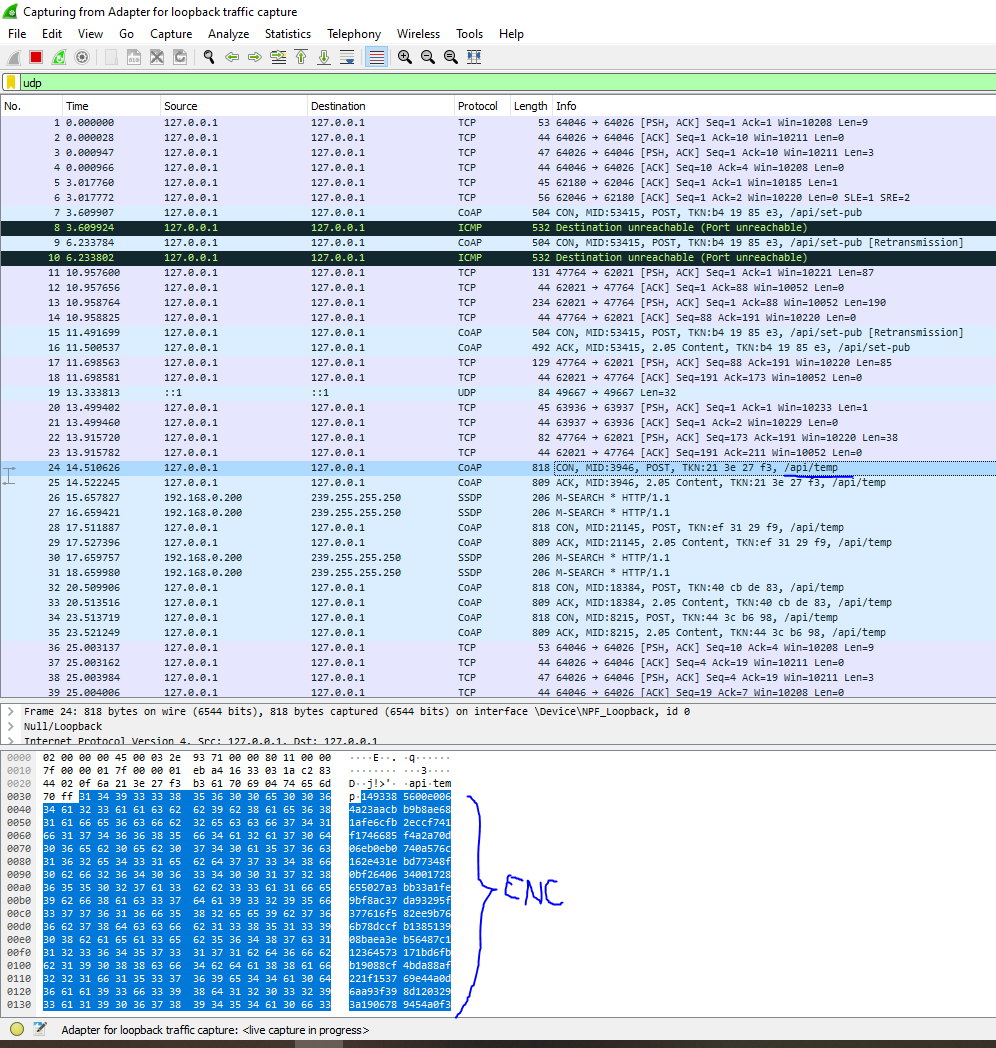 Capturing from Adapter for loopback traffic capture
File Edit View Go Capture Analyze Statistics Telephony Wireless Tools Help
udp
No. Time Source Destination Protocol Length Info
1 0.000000 127.0.0.1 127.0.0.1 TCP 53 64046 → 64026 [PSH, ACK] Seq=1 Ack=1 Win=10208 Len=9
2 0.000028 127.0.0.1 127.0.0.1 TCP 44 64026 → 64046 [ACK] Seq=1 Ack=10 Win=10211 Len=0
3 0.000947 127.0.0.1 127.0.0.1 TCP 47 64026 → 64046 [PSH, ACK] Seq=1 Ack=10 Win=10211 Len=3
4 0.000966 127.0.0.1 127.0.0.1 TCP 44 64046 → 64026 [ACK] Seq=10 Ack=4 Win=10208 Len=0
5 3.017760 127.0.0.1 127.0.0.1 TCP 45 62180 → 62046 [ACK] Seq=1 Ack=1 Win=10185 Len=1
6 3.017772 127.0.0.1 127.0.0.1 TCP 56 62046 → 62180 [ACK] Seq=1 Ack=2 Win=10220 Len=0 SLE=1 SRE=2
7 3.609907 127.0.0.1 127.0.0.1 CoAP 504 CON, MID:53415, POST, TKN:b4 19 85 e3, /api/set-pub
8 3.609924 127.0.0.1 127.0.0.1 ICMP 532 Destination unreachable (Port unreachable)
9 6.233784 127.0.0.1 127.0.0.1 CoAP 504 CON, MID:53415, POST, TKN:b4 19 85 e3, /api/set-pub [Retransmission]
10 6.233802 127.0.0.1 127.0.0.1 ICMP 532 Destination unreachable (Port unreachable)
11 10.957600 127.0.0.1 127.0.0.1 TCP 131 47764 → 62021 [PSH, ACK] Seq=1 Ack=1 Win=10221 Len=87
12 10.957656 127.0.0.1 127.0.0.1 TCP 44 62021 → 47764 [ACK] Seq=1 Ack=88 Win=10052 Len=0
13 10.958764 127.0.0.1 127.0.0.1 TCP 234 62021 → 47764 [PSH, ACK] Seq=1 Ack=88 Win=10052 Len=190
14 10.958825 127.0.0.1 127.0.0.1 TCP 44 47764 → 62021 [ACK] Seq=88 Ack=191 Win=10220 Len=0
15 11.491699 127.0.0.1 127.0.0.1 CoAP 504 CON, MID:53415, POST, TKN:b4 19 85 e3, /api/set-pub [Retransmission]
16 11.500537 127.0.0.1 127.0.0.1 CoAP 492 ACK, MID:53415, 2.05 Content, TKN:b4 19 85 e3, /api/set-pub
17 11.698563 127.0.0.1 127.0.0.1 TCP 129 47764 → 62021 [PSH, ACK] Seq=88 Ack=191 Win=10220 Len=85
18 11.698581 127.0.0.1 127.0.0.1 TCP 44 62021 → 47764 [ACK] Seq=191 Ack=173 Win=10052 Len=0
19 13.333813 ::1 ::1 UDP 84 49667 → 49667 Len=32
20 13.499402 127.0.0.1 127.0.0.1 TCP 45 63936 → 63937 [PSH, ACK] Seq=1 Ack=1 Win=10233 Len=1
21 13.499460 127.0.0.1 127.0.0.1 TCP 44 63937 → 63936 [ACK] Seq=1 Ack=2 Win=10229 Len=0
22 13.915720 127.0.0.1 127.0.0.1 TCP 82 47764 → 62021 [PSH, ACK] Seq=173 Ack=191 Win=10220 Len=38
23 13.915782 127.0.0.1 127.0.0.1 TCP 44 62021 → 47764 [ACK] Seq=191 Ack=211 Win=10052 Len=0
24 14.510626 127.0.0.1 127.0.0.1 CoAP 818 CON, MID:3946, POST, TKN:21 3e 27 f3, /api/temp
25 14.522245 127.0.0.1 127.0.0.1 CoAP 809 ACK, MID:3946, 2.05 Content, TKN:21 3e 27 f3, /api/temp
26 15.657827 192.168.0.200 239.255.255.250 SSDP 206 M-SEARCH * HTTP/1.1
27 16.659421 192.168.0.200 239.255.255.250 SSDP 206 M-SEARCH * HTTP/1.1
28 17.511887 127.0.0.1 127.0.0.1 CoAP 818 CON, MID:21145, POST, TKN:ef 31 29 f9, /api/temp
29 17.527396 127.0.0.1 127.0.0.1 CoAP 809 ACK, MID:21145, 2.05 Content, TKN:ef 31 29 f9, /api/temp
30 17.659757 192.168.0.200 239.255.255.250 SSDP 206 M-SEARCH * HTTP/1.1
31 18.659980 192.168.0.200 239.255.255.250 SSDP 206 M-SEARCH * HTTP/1.1
32 20.509906 127.0.0.1 127.0.0.1 CoAP 818 CON, MID:18384, POST, TKN:40 cb de 83, /api/temp
33 20.513516 127.0.0.1 127.0.0.1 CoAP 809 ACK, MID:18384, 2.05 Content, TKN:40 cb de 83, /api/temp
34 23.513719 127.0.0.1 127.0.0.1 CoAP 818 CON, MID:8215, POST, TKN:44 3c b6 98, /api/temp
35 23.521249 127.0.0.1 127.0.0.1 CoAP 809 ACK, MID:8215, 2.05 Content, TKN:44 3c b6 98, /api/temp
36 25.003137 127.0.0.1 127.0.0.1 TCP 53 64046 → 64026 [PSH, ACK] Seq=10 Ack=4 Win=10208 Len=9
37 25.003162 127.0.0.1 127.0.0.1 TCP 44 64026 → 64046 [ACK] Seq=4 Ack=19 Win=10211 Len=0
38 25.003984 127.0.0.1 127.0.0.1 TCP 47 64026 → 64046 [PSH, ACK] Seq=4 Ack=19 Win=10211 Len=3
39 25.004006 127.0.0.1 127.0.0.1 TCP 44 64046 → 64026 [ACK] Seq=19 Ack=7 Win=10208 Len=0
Frame 24: 818 bytes on wire (6544 bits), 818 bytes captured (6544 bits) on interface \Device\NPF_Loopback, id 0
Null/Loopback
Internet Protocol Version 4, Src: 127.0.0.1, Dst: 127.0.0.1
0000 02 00 00 00 45 00 03 2e 93 71 00 00 80 11 00 00 ····E··. ·q······
0010 7f 00 00 01 7f 00 00 01 eb a4 16 33 03 1a c2 83 ········ ···3····
0020 44 02 0f 6a 21 3e 27 f3 b3 61 70 69 04 74 65 6d D··j!>'· ·api·tem
0030 70 ff 31 34 39 33 33 38 35 36 30 30 65 30 30 36 p·149338 5600e006
0040 34 61 32 33 61 61 63 62 62 39 62 38 61 65 36 38 4a23aacb b9b8ae68
0050 31 61 66 65 36 63 66 62 32 65 63 63 66 37 34 31 1afe6cfb 2eccf741
0060 66 31 37 34 36 36 38 35 66 34 61 32 61 37 30 64 f1746685 f4a2a70d
0070 30 36 65 62 30 65 62 30 37 34 30 61 35 37 36 63 06eb0eb0 740a576c
0080 31 36 32 65 34 33 31 65 62 64 37 37 33 34 38 66 162e431e bd77348f
0090 30 62 66 32 36 34 30 36 33 34 30 30 31 37 32 38 0bf26406 34001728
00a0 36 35 35 30 32 37 61 33 62 62 33 33 61 31 66 65 655027a3 bb33a1fe
00b0 39 62 66 38 61 63 33 37 64 61 39 33 32 39 35 66 9bf8ac37 da93295f
00c0 33 37 37 36 31 36 66 35 38 32 65 65 39 62 37 36 377616f5 82ee9b76
00d0 36 62 37 38 64 63 63 66 62 31 33 38 35 31 33 39 6b78dccf b1385139
00e0 30 38 62 61 65 61 33 65 62 35 36 34 38 37 63 31 08baea3e b56487c1
00f0 31 32 33 36 34 35 37 33 31 37 31 62 64 36 66 62 12364573 171bd6fb
0100 62 31 39 30 38 38 63 66 34 62 64 61 38 38 61 66 b19088cf 4bda88af
0110 32 32 31 66 31 35 33 37 36 39 65 34 34 61 30 64 221f1537 69e44a0d
0120 36 61 61 39 33 66 33 39 38 64 31 32 30 33 32 39 6aa93f39 8d120329
0130 33 61 31 39 30 36 37 38 39 34 35 34 61 30 66 33 3a190678 9454a0f3
ENC
Adapter for loopback traffic capture: <live capture in progress>